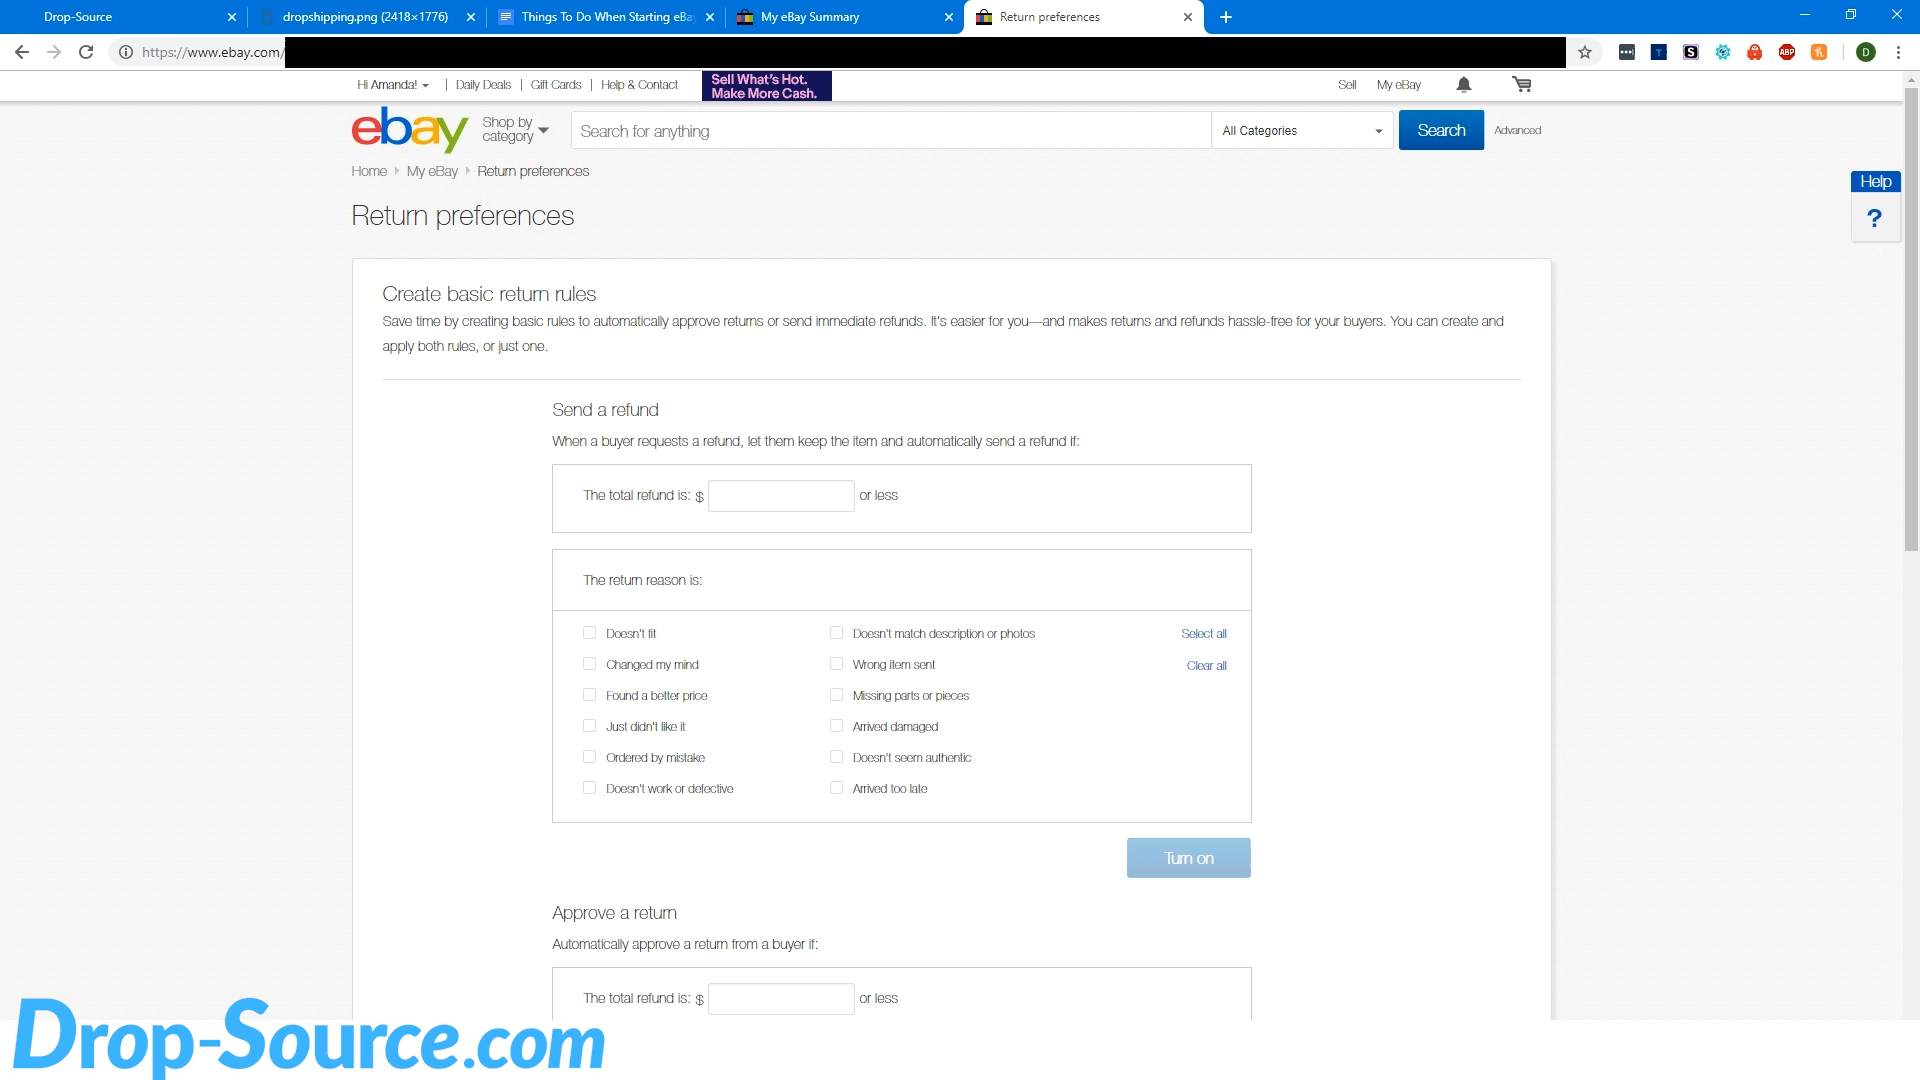 Drop-Source
dropshipping.png (2418×1776)
Things To Do When Starting eBay
My eBay Summary
Return preferences
https://www.ebay.com/
ABP
D
Hi Amanda!
Daily Deals
Gift Cards
Help & Contact
Sell What's Hot.
Make More Cash.
Sell
My eBay
ebay
Shop by
category
Search for anything
All Categories
Search
Advanced
Home
My eBay
Return preferences
Help
?
Return preferences
Create basic return rules
Save time by creating basic rules to automatically approve returns or send immediate refunds. It's easier for you—and makes returns and refunds hassle-free for your buyers. You can create and
apply both rules, or just one.
Send a refund
When a buyer requests a refund, let them keep the item and automatically send a refund if:
The total refund is: $ or less
The return reason is:
Doesn't fit
Doesn't match description or photos
Select all
Changed my mind
Wrong item sent
Clear all
Found a better price
Missing parts or pieces
Just didn't like it
Arrived damaged
Ordered by mistake
Doesn't seem authentic
Doesn't work or defective
Arrived too late
Turn on
Approve a return
Automatically approve a return from a buyer if:
The total refund is: $ or less
Drop-Source.com